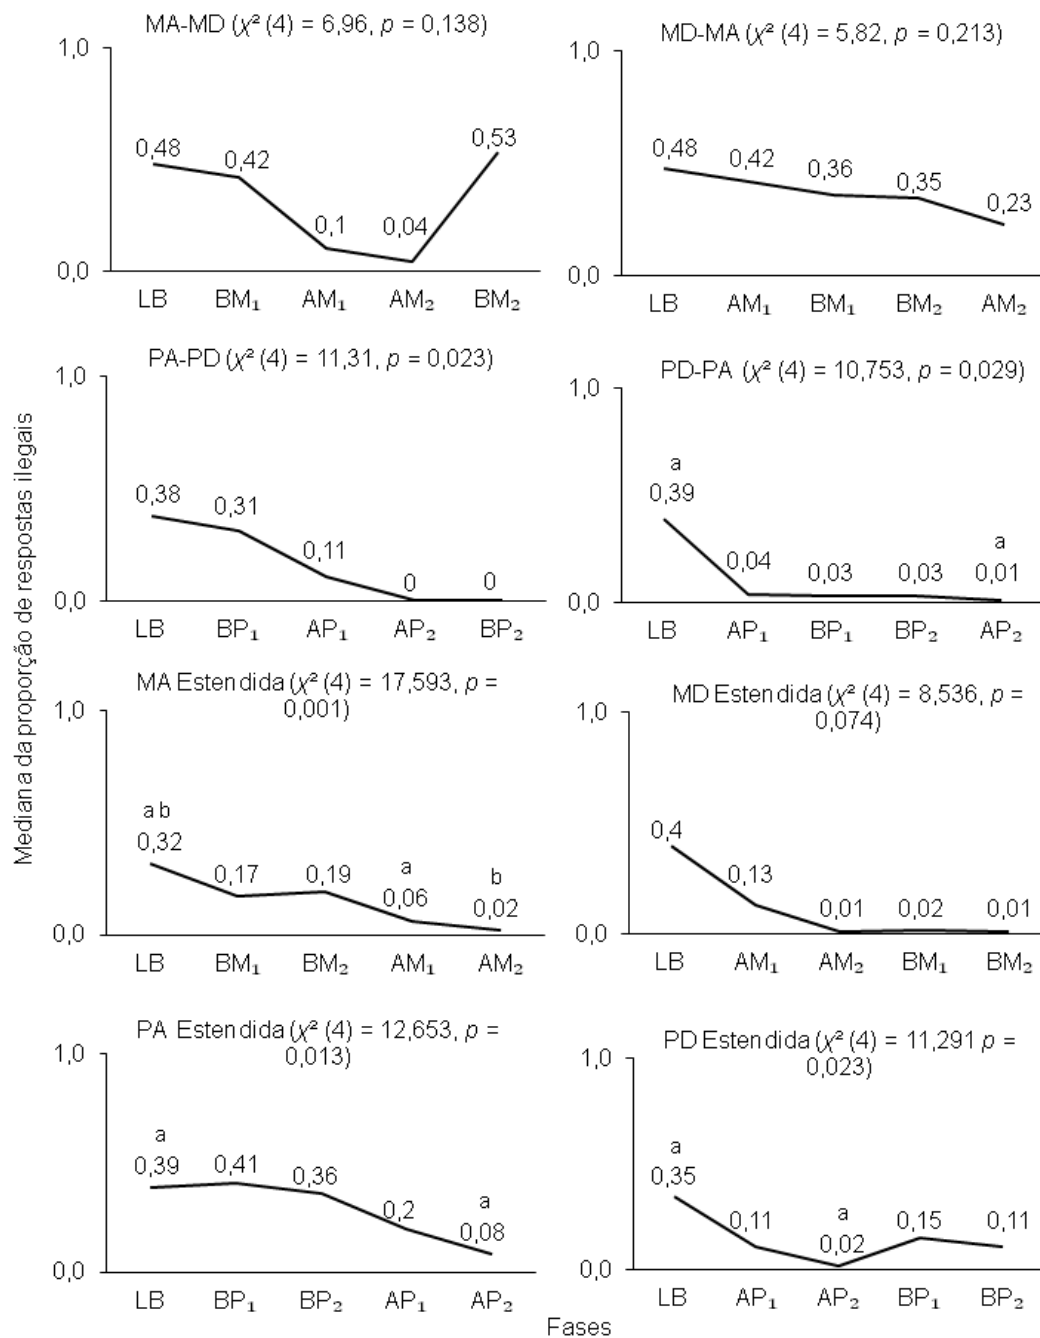 MA-MD (χ² (4) = 6,96, p = 0,138)
1,0
0,48
0,42
0,1
0,04
0,53
0,0
LB BM₁ AM₁ AM₂ BM₂
MD-MA (χ² (4) = 5,82, p = 0,213)
1,0
0,48
0,42
0,36
0,35
0,23
0,0
LB AM₁ BM₁ BM₂ AM₂
Mediana da proporção de respostas ilegais
PA-PD (χ² (4) = 11,31, p = 0,023)
1,0
0,38
0,31
0,11
0
0
0,0
LB BP₁ AP₁ AP₂ BP₂
PD-PA (χ² (4) = 10,753, p = 0,029)
1,0
a
0,39
0,04
0,03
0,03
a
0,01
0,0
LB AP₁ BP₁ BP₂ AP₂
MA Estendida (χ² (4) = 17,593, p =
0,001)
1,0
a b
0,32
0,17
0,19
a
0,06
b
0,02
0,0
LB BM₁ BM₂ AM₁ AM₂
MD Estendida (χ² (4) = 8,536, p =
0,074)
1,0
0,4
0,13
0,01
0,02
0,01
0,0
LB AM₁ AM₂ BM₁ BM₂
PA Estendida (χ² (4) = 12,653, p =
0,013)
1,0
a
0,39
0,41
0,36
0,2
a
0,08
0,0
LB BP₁ BP₂ AP₁ AP₂
PD Estendida (χ² (4) = 11,291 p =
0,023)
1,0
a
0,35
0,11
a
0,02
0,15
0,11
0,0
LB AP₁ AP₂ BP₁ BP₂
Fases